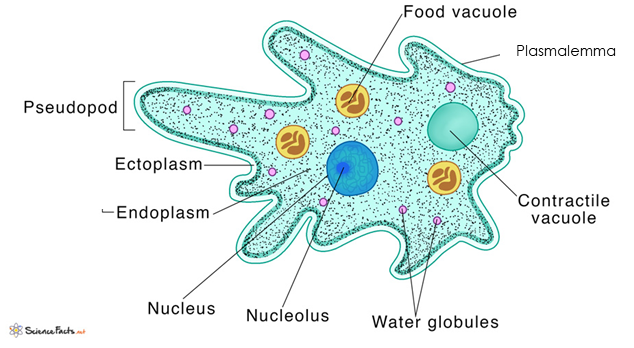 Food vacuole
Plasmalemma
Pseudopod
Ectoplasm
Endoplasm
Contractile
vacuole
Nucleus
Nucleolus
Water globules
ScienceFacts.net